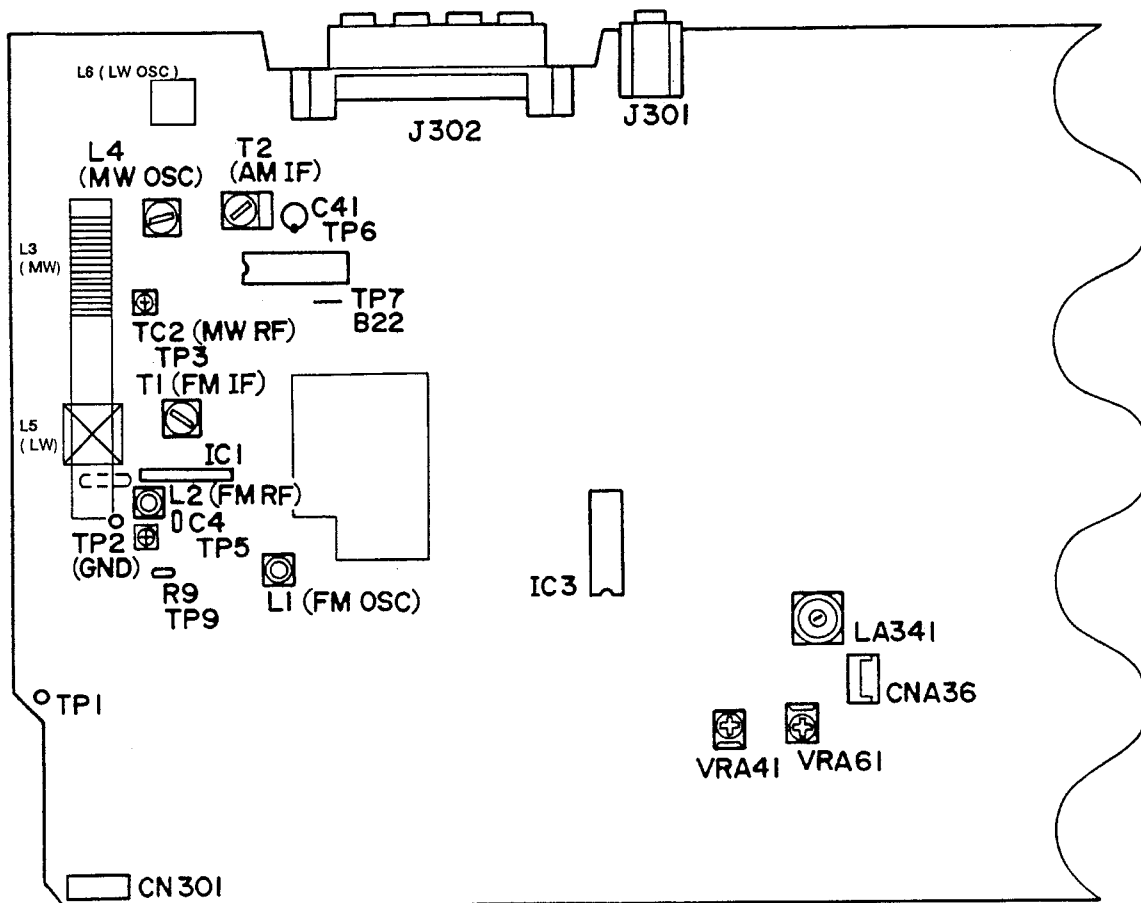 L6 ( LW OSC )
J302
J301
L4
(MW OSC)
T2
(AM IF)
C41
TP6
L3
( MW)
TP7
B22
TC2 (MW RF)
TP3
T1 (FM IF)
L5
( LW)
IC1
L2 (FM RF)
C4
TP5
TP2
(GND)
R9
TP9
L1 (FM OSC)
IC3
LA341
CNA36
TP1
VRA41
VRA61
CN301